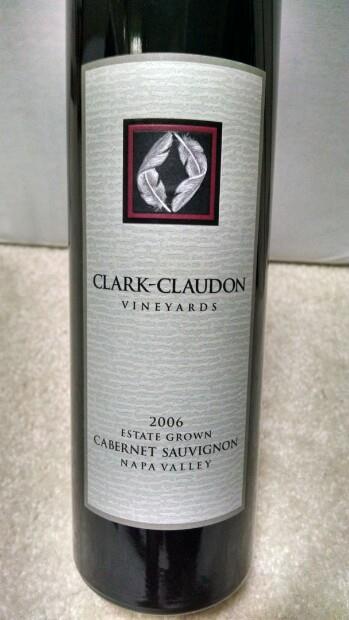 CLARK-CLAUDON
VINEYARDS
2006
ESTATE GROWN
CABERNET SAUVIGNON
NAPA VALLEY